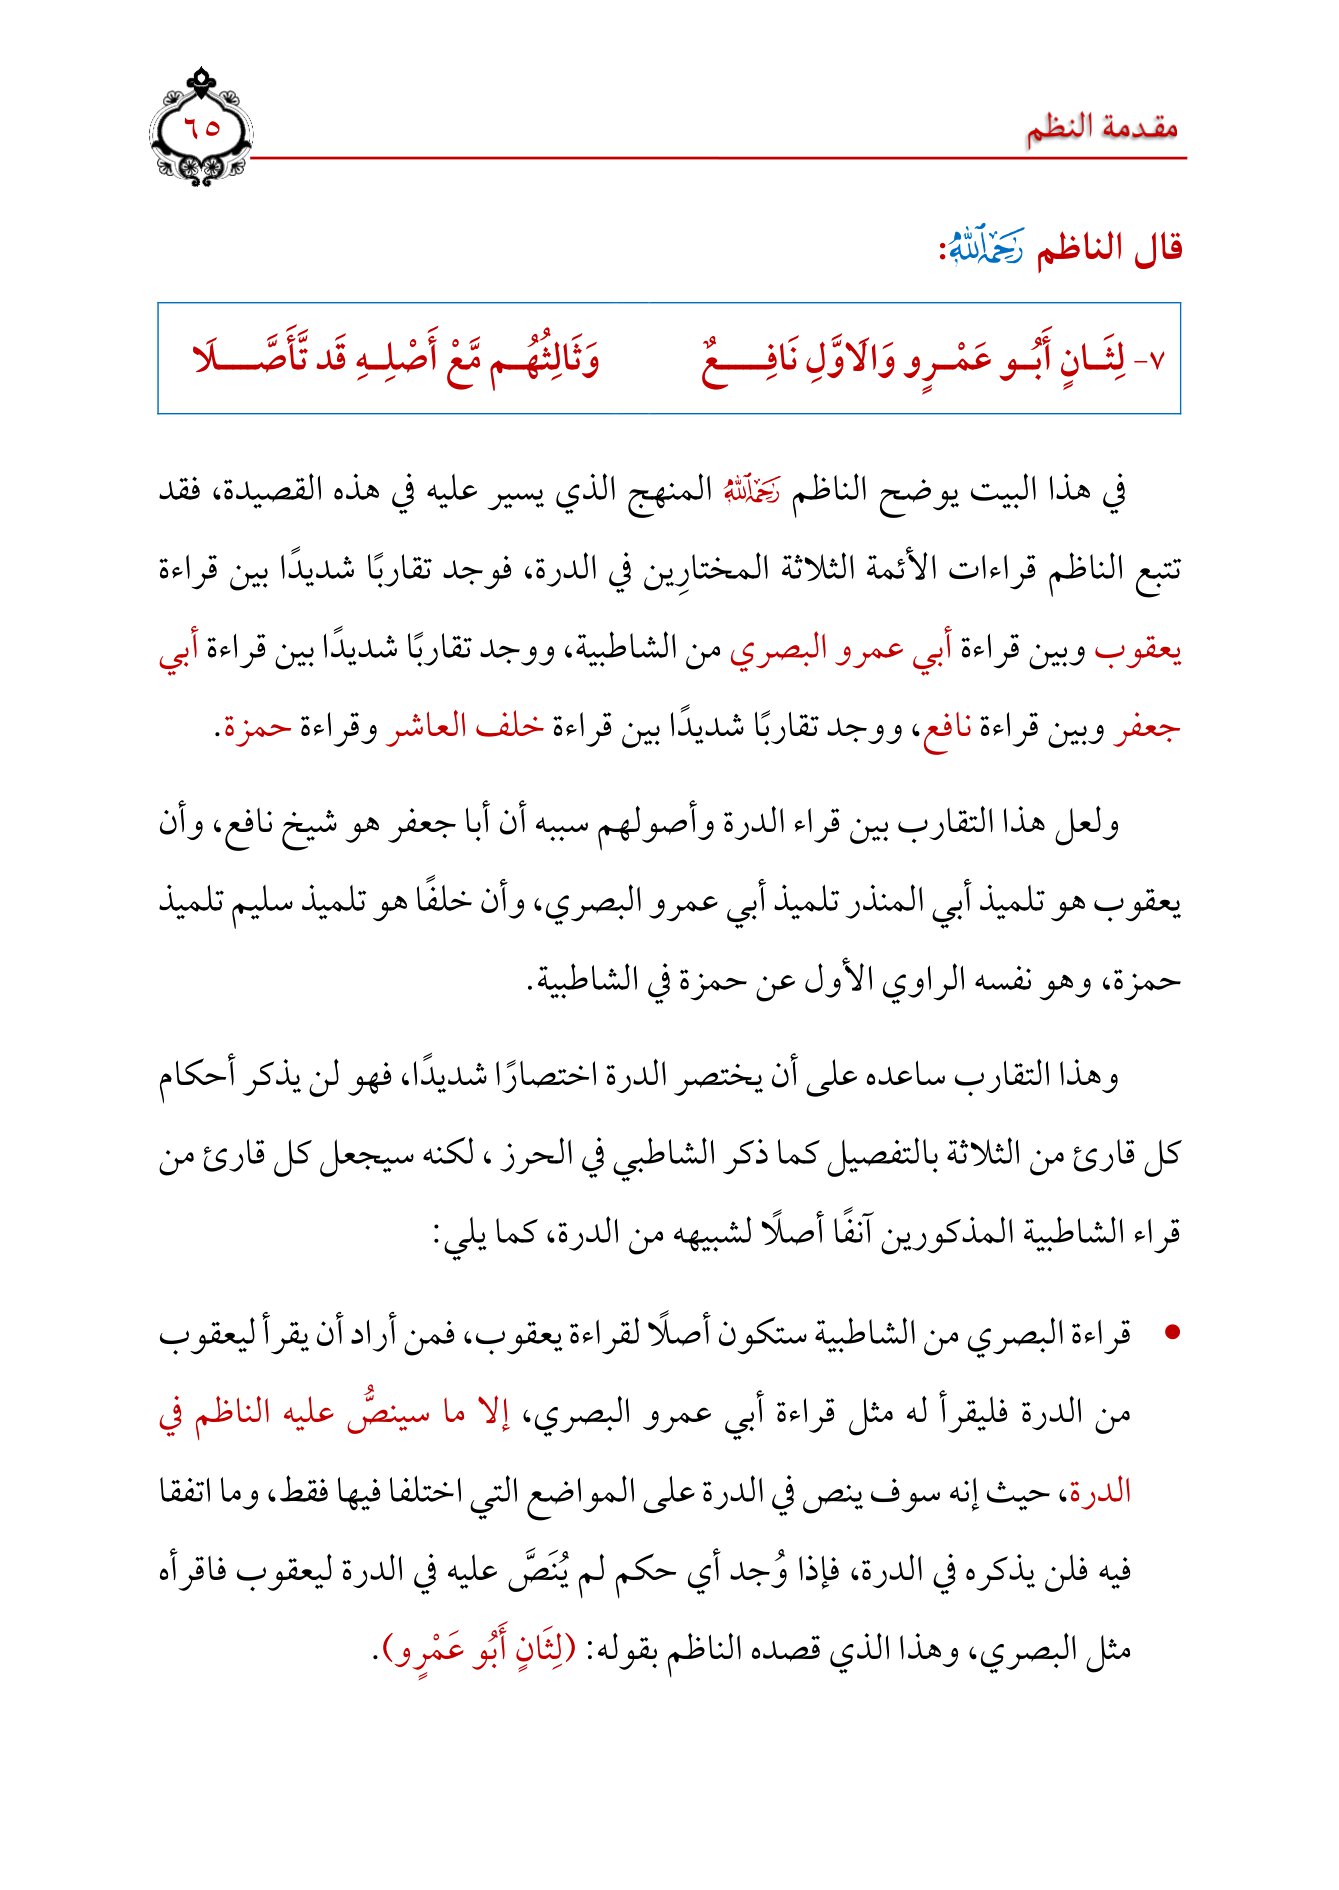 مقدمة النظم
٦٥
قال الناظم رَحِمَهُ ٱللَّهُ:
٧- لِثَـانٍ أَبُـو عَمْـرٍو وَالَاوَّلِ نَافِـعٌ وَثَالِثُهُـم مَّعْ أَصْلِـهِ قَد تَّأَصَّـلَا
في هذا البيت يوضح الناظم رَحِمَهُ ٱللَّهُ المنهج الذي يسير عليه في هذه القصيدة، فقد
تتبع الناظم قراءات الأئمة الثلاثة المختارِين في الدرة، فوجد تقاربًا شديدًا بين قراءة
يعقوب وبين قراءة أبي عمرو البصري من الشاطبية، ووجد تقاربًا شديدًا بين قراءة أبي
جعفر وبين قراءة نافع، ووجد تقاربًا شديدًا بين قراءة خلف العاشر وقراءة حمزة.
ولعل هذا التقارب بين قراء الدرة وأصولهم سببه أن أبا جعفر هو شيخ نافع، وأن
يعقوب هو تلميذ أبي المنذر تلميذ أبي عمرو البصري، وأن خلفًا هو تلميذ سليم تلميذ
حمزة، وهو نفسه الراوي الأول عن حمزة في الشاطبية.
وهذا التقارب ساعده على أن يختصر الدرة اختصارًا شديدًا، فهو لن يذكر أحكام
كل قارئ من الثلاثة بالتفصيل كما ذكر الشاطبي في الحرز ، لكنه سيجعل كل قارئ من
قراء الشاطبية المذكورين آنفًا أصلًا لشبيهه من الدرة، كما يلي:
• قراءة البصري من الشاطبية ستكون أصلًا لقراءة يعقوب، فمن أراد أن يقرأ ليعقوب
من الدرة فليقرأ له مثل قراءة أبي عمرو البصري، إلا ما سينصُّ عليه الناظم في
الدرة، حيث إنه سوف ينص في الدرة على المواضع التي اختلفا فيها فقط، وما اتفقا
فيه فلن يذكره في الدرة، فإذا وُجد أي حكم لم يُنَصَّ عليه في الدرة ليعقوب فاقرأه
مثل البصري، وهذا الذي قصده الناظم بقوله: (لِثَانٍ أَبُو عَمْرٍو).